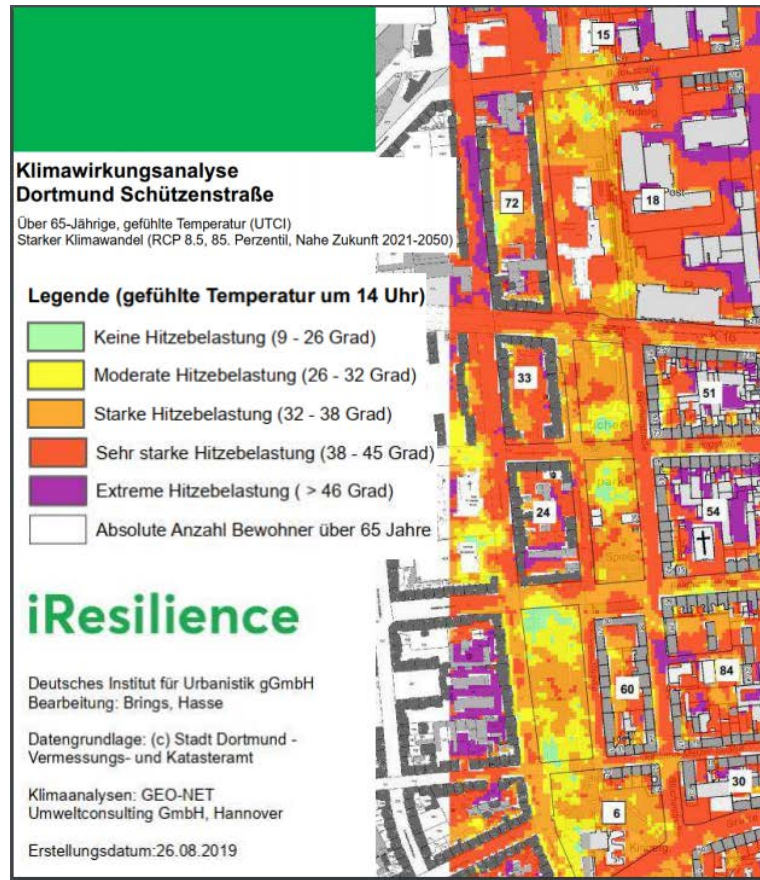 Klimawirkungsanalyse
Dortmund Schützenstraße
Über 65-Jährige, gefühlte Temperatur (UTCI)
Starker Klimawandel (RCP 8.5, 85. Perzentil, Nahe Zukunft 2021-2050)
Legende (gefühlte Temperatur um 14 Uhr)
Keine Hitzebelastung (9 - 26 Grad)
Moderate Hitzebelastung (26 - 32 Grad)
Starke Hitzebelastung (32 - 38 Grad)
Sehr starke Hitzebelastung (38 - 45 Grad)
Extreme Hitzebelastung ( > 46 Grad)
Absolute Anzahl Bewohner über 65 Jahre
iResilience
Deutsches Institut für Urbanistik gGmbH
Bearbeitung: Brings, Hasse
Datengrundlage: (c) Stadt Dortmund -
Vermessungs- und Katasteramt
Klimaanalysen: GEO-NET
Umweltconsulting GmbH, Hannover
Erstellungsdatum:26.08.2019
15
72
18
Post
33
51
park
24
54
60
84
30
6